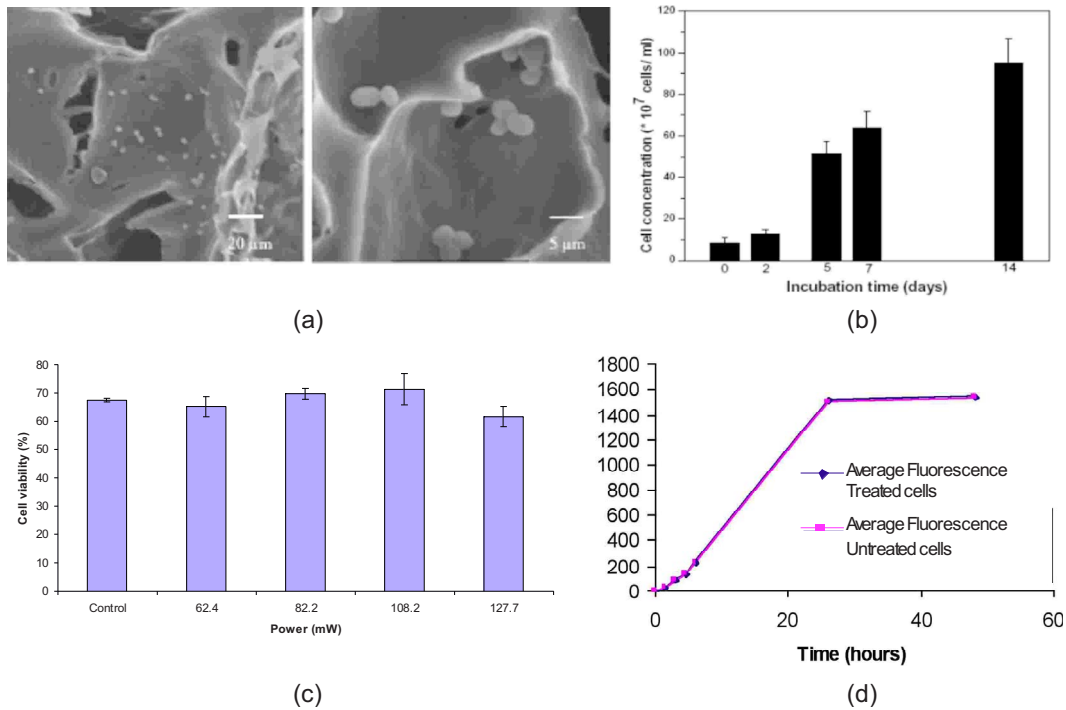 20 µm
5 µm
(a)
Cell concentration (* 10⁷ cells/ ml)
120
100
80
60
40
20
0
0 2 5 7 14
Incubation time (days)
(b)
Cell viability (%)
80
70
60
50
40
30
20
10
0
Control 62.4 82.2 108.2 127.7
Power (mW)
(c)
1800
1600
1400
1200
1000
800
600
400
200
0
0 20 40 60
Average Fluorescence
Treated cells
Average Fluorescence
Untreated cells
Time (hours)
(d)